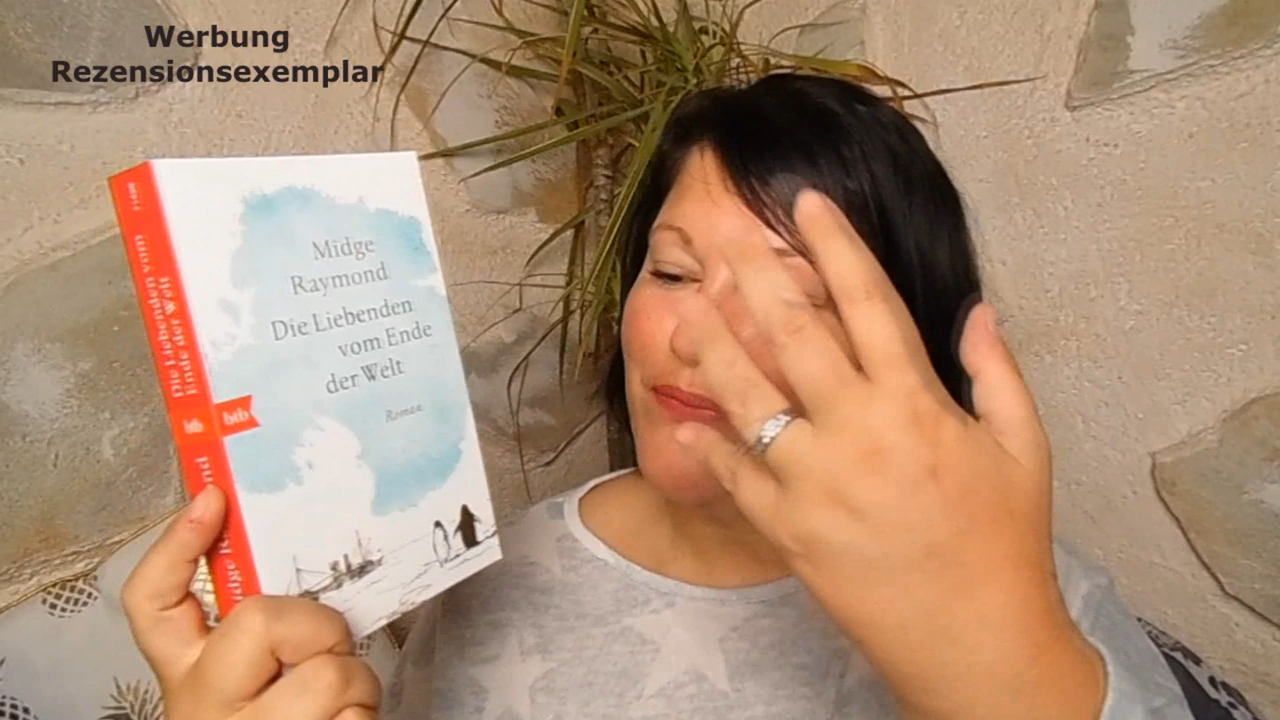 Werbung
Rezensionsexemplar
Midge
Raymond
Die Liebenden
vom Ende
der Welt
Roman
btb
Die Liebenden vom
Ende der Welt
btb